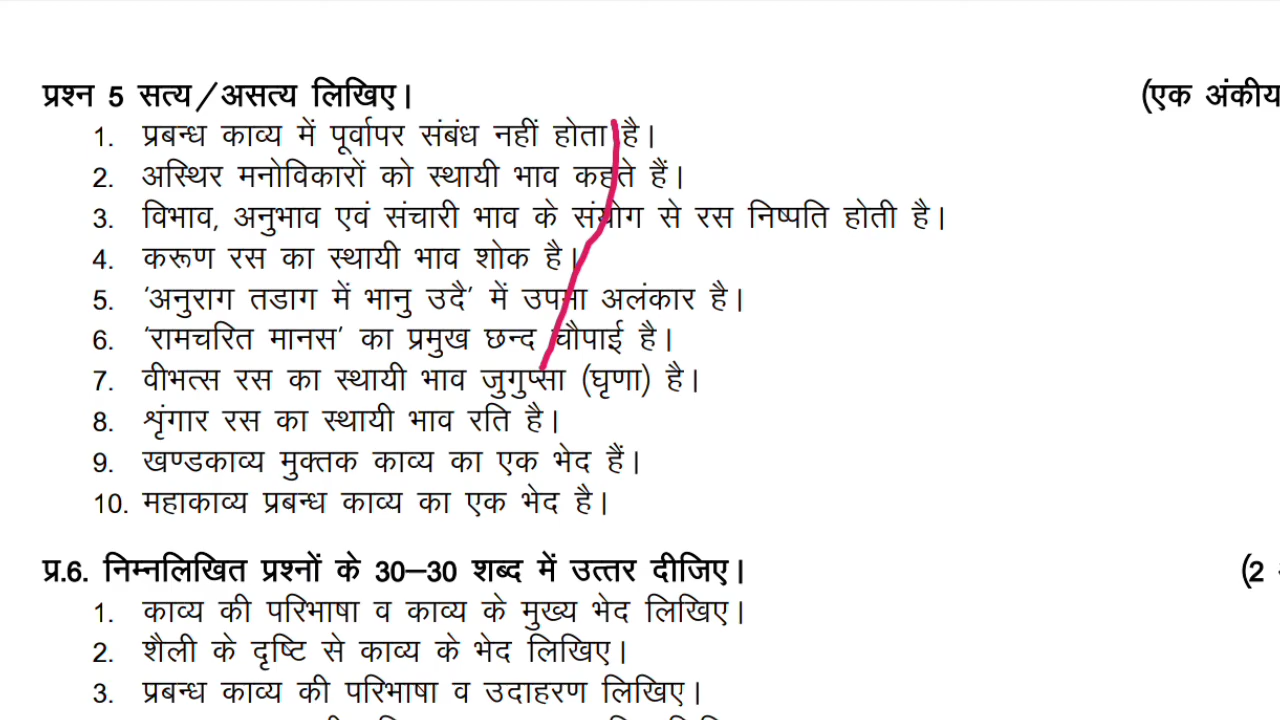 प्रश्न 5 सत्य/असत्य लिखिए। (एक अंकीय
1. प्रबन्ध काव्य में पूर्वापर संबंध नहीं होता है।
2. अस्थिर मनोविकारों को स्थायी भाव कहते हैं।
3. विभाव, अनुभाव एवं संचारी भाव के संयोग से रस निष्पति होती है।
4. करूण रस का स्थायी भाव शोक है।
5. ‘अनुराग तडाग में भानु उदै’ में उपमा अलंकार है।
6. ‘रामचरित मानस’ का प्रमुख छन्द चौपाई है।
7. वीभत्स रस का स्थायी भाव जुगुप्सा (घृणा) है।
8. शृंगार रस का स्थायी भाव रति है।
9. खण्डकाव्य मुक्तक काव्य का एक भेद हैं।
10. महाकाव्य प्रबन्ध काव्य का एक भेद है।
प्र.6. निम्नलिखित प्रश्नों के 30–30 शब्द में उत्तर दीजिए। (2
1. काव्य की परिभाषा व काव्य के मुख्य भेद लिखिए।
2. शैली के दृष्टि से काव्य के भेद लिखिए।
3. प्रबन्ध काव्य की परिभाषा व उदाहरण लिखिए।